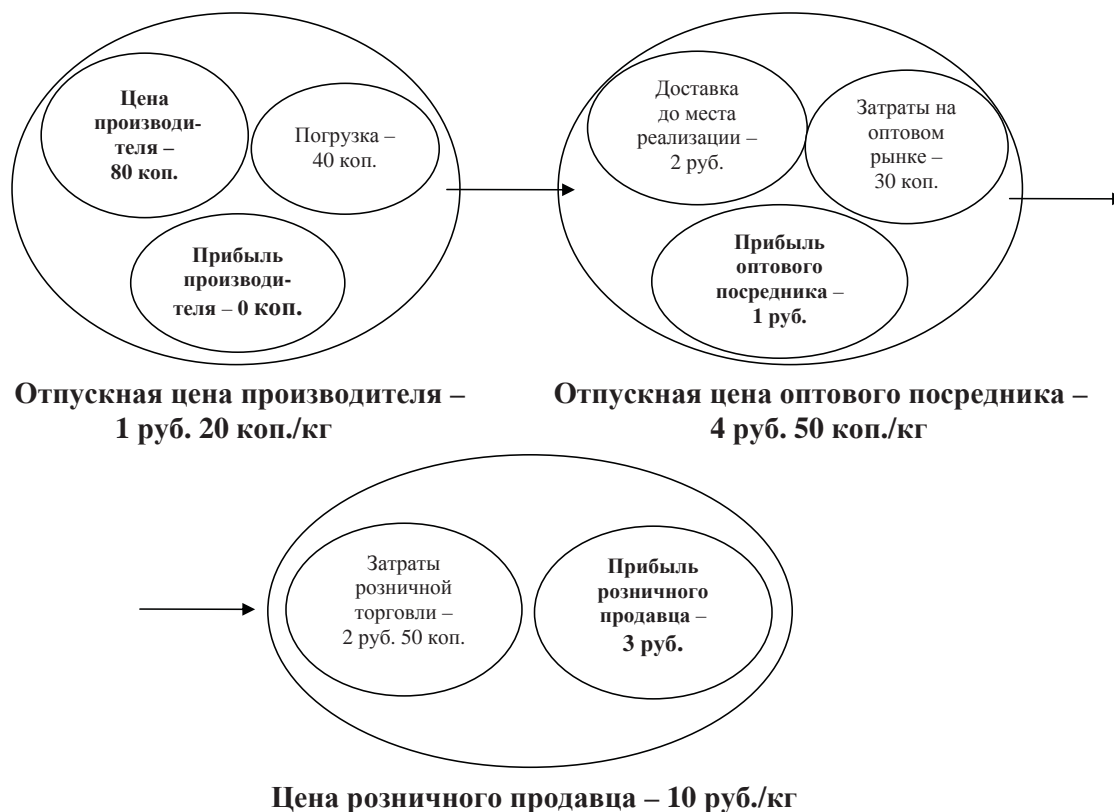 Цена
производи-
теля –
80 коп.
Погрузка –
40 коп.
Прибыль
производи-
теля – 0 коп.
Отпускная цена производителя –
1 руб. 20 коп./кг
Доставка
до места
реализации –
2 руб.
Затраты на
оптовом
рынке –
30 коп.
Прибыль
оптового
посредника –
1 руб.
Отпускная цена оптового посредника –
4 руб. 50 коп./кг
Затраты
розничной
торговли –
2 руб. 50 коп.
Прибыль
розничного
продавца –
3 руб.
Цена розничного продавца – 10 руб./кг